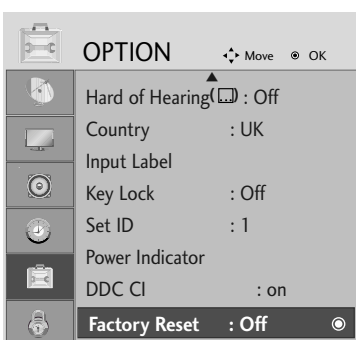 OPTION Move OK
Hard of Hearing( ) : Off
Country : UK
Input Label
Key Lock : Off
Set ID : 1
Power Indicator
DDC CI : on
Factory Reset : Off